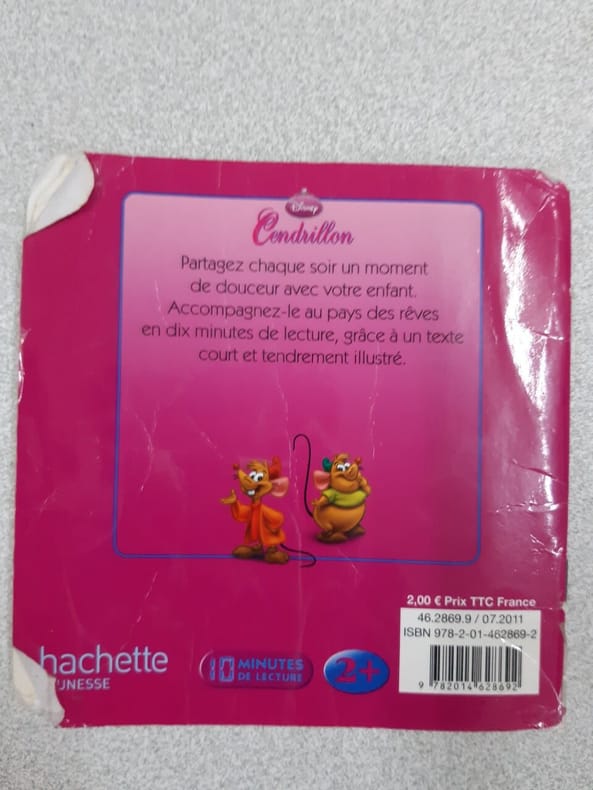 Disney
Cendrillon
Partagez chaque soir un moment
de douceur avec votre enfant.
Accompagnez-le au pays des rêves
en dix minutes de lecture, grâce à un texte
court et tendrement illustré.
2,00 € Prix TTC France
46.2869.9 / 07.2011
ISBN 978-2-01-462869-2
9 782014 628692
hachette
UNESSE
10 MINUTES
DE LECTURE
2+